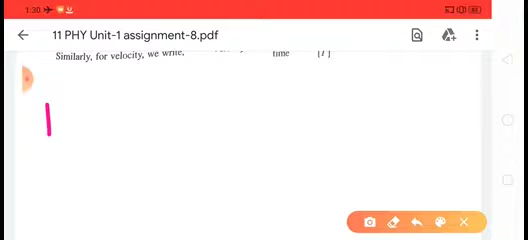 1:30
11 PHY Unit-1 assignment-8.pdf
Similarly, for velocity, we write, time [T]